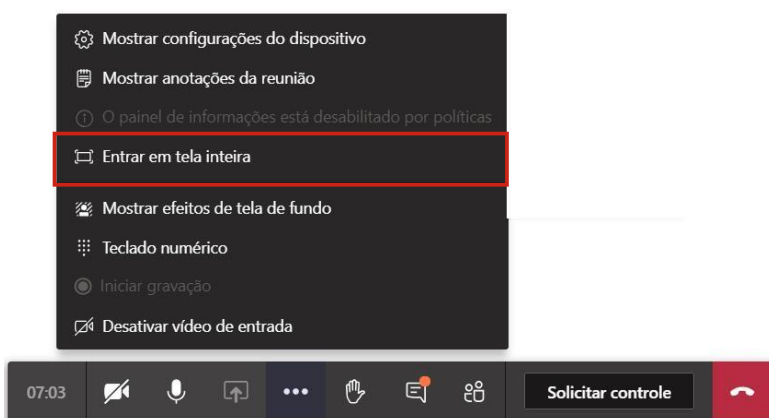 Mostrar configurações do dispositivo
Mostrar anotações da reunião
O painel de informações está desabilitado por políticas
Entrar em tela inteira
Mostrar efeitos de tela de fundo
Teclado numérico
Iniciar gravação
Desativar vídeo de entrada
07:03 Solicitar controle